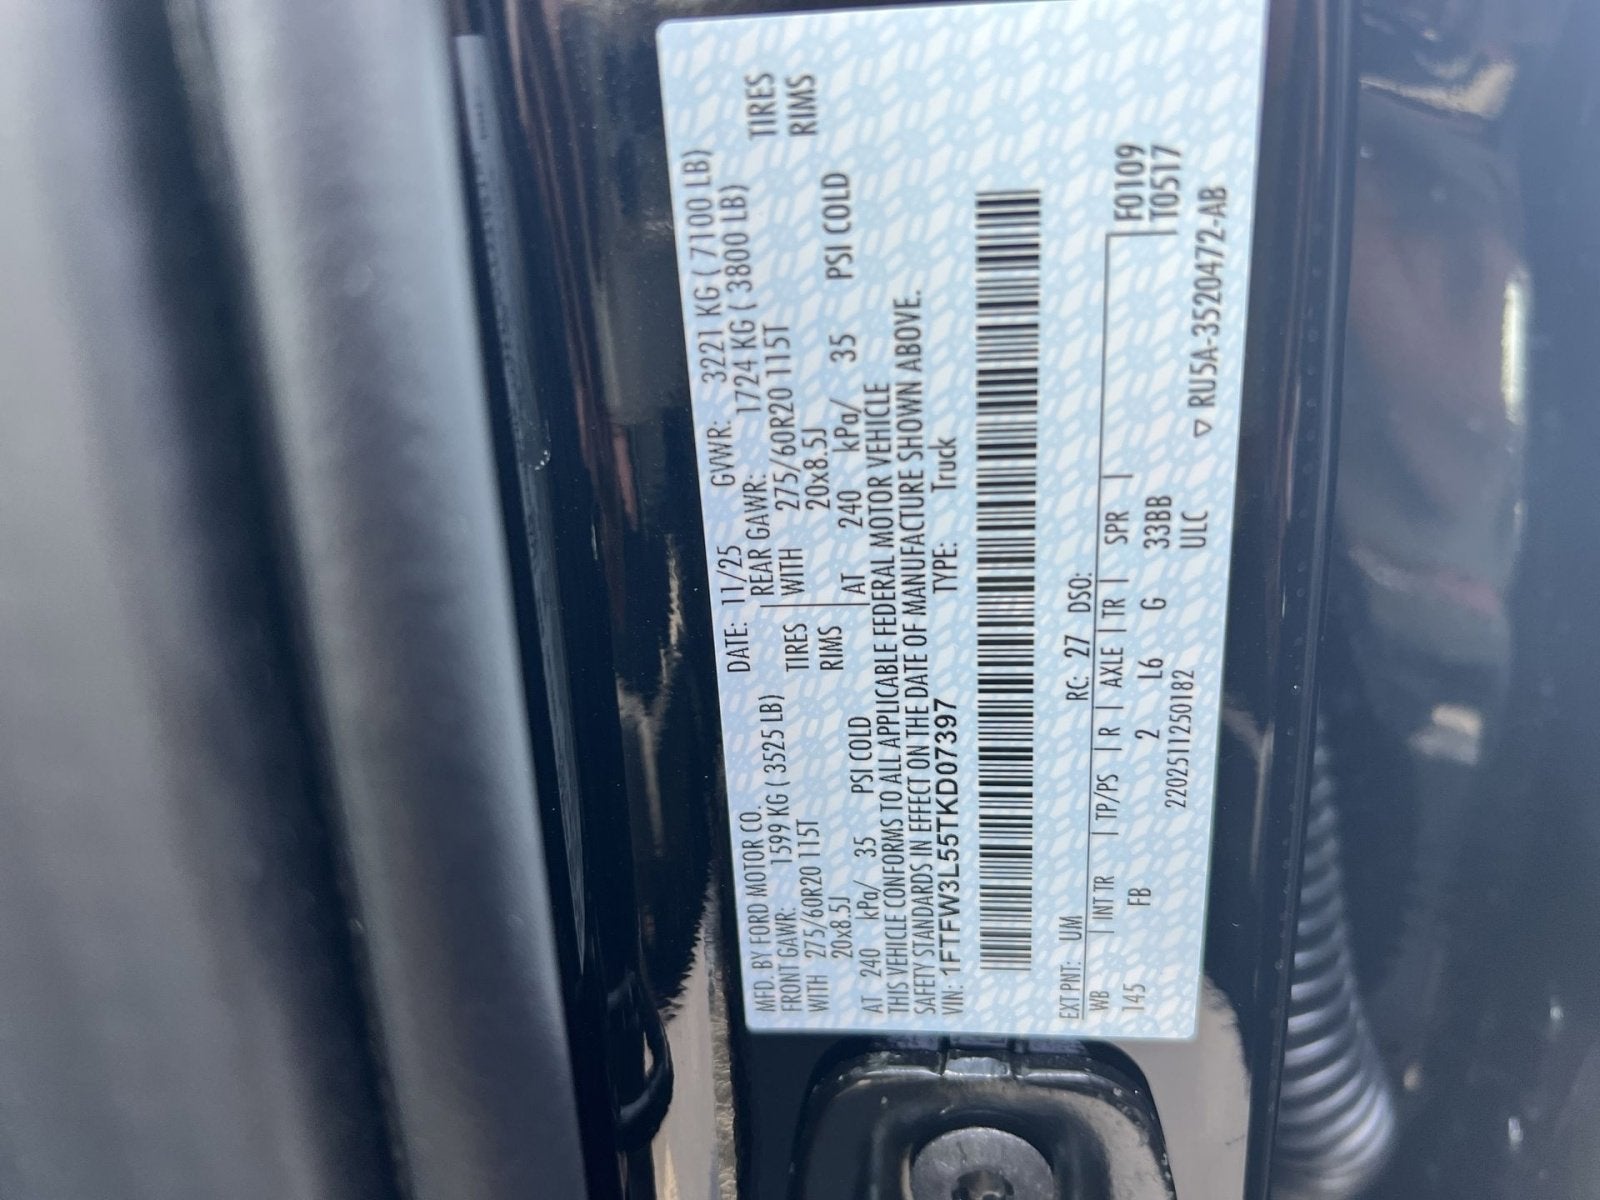 MFD. BY FORD MOTOR CO. DATE: 11/25 GVWR: 3221 KG ( 7100 LB)
FRONT GAWR: 1599 KG ( 3525 LB) REAR GAWR: 1724 KG ( 3800 LB)
WITH 275/60R20 115T TIRES WITH 275/60R20 115T TIRES
20x8.5J RIMS 20x8.5J RIMS
AT 240 kPa/ 35 PSI COLD AT 240 kPa/ 35 PSI COLD
THIS VEHICLE CONFORMS TO ALL APPLICABLE FEDERAL MOTOR VEHICLE
SAFETY STANDARDS IN EFFECT ON THE DATE OF MANUFACTURE SHOWN ABOVE.
VIN: 1FTFW3L55TKD07397 TYPE: Truck
EXT PNT: UM RC: 27 DSO:
WB INT TR TP/PS R AXLE TR SPR F0109
145 FB 2 L6 G 33BB T0517
2202511250182 ULC ▽ RU5A-3520472-AB